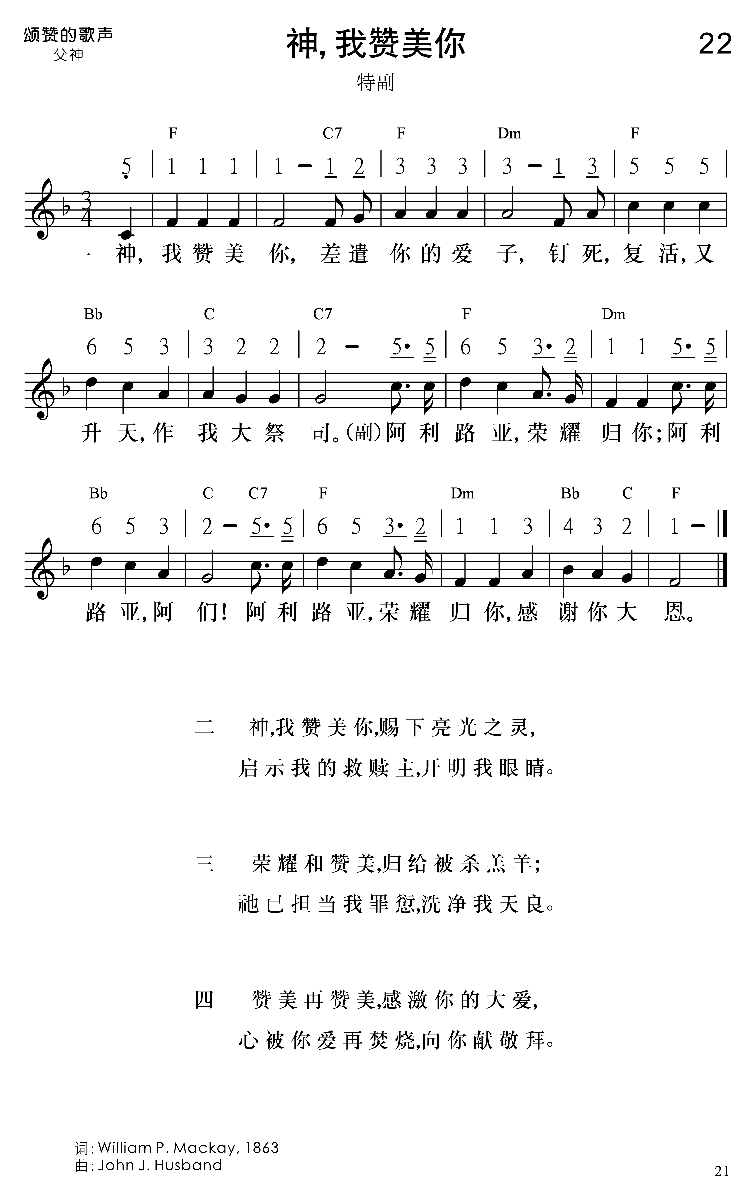 颂赞的歌声 神,我赞美你 22
父神
特副
F C7 F Dm F
5 | 1 1 1 | 1 – 1 2 | 3 3 3 | 3 – 1 3 | 5 5 5 |
3/4
· 神, 我 赞 美 你, 差 遣 你 的 爱 子, 钉 死, 复 活, 又
Bb C C7 F Dm
6 5 3 | 3 2 2 | 2 – 5· 5 | 6 5 3· 2 | 1 1 5· 5 |
升 天, 作 我 大 祭 司。(副) 阿 利 路 亚, 荣 耀 归 你; 阿 利
Bb C C7 F Dm Bb C F
6 5 3 | 2 – 5· 5 | 6 5 3· 2 | 1 1 3 | 4 3 2 | 1 – ‖
路 亚, 阿 们! 阿 利 路 亚, 荣 耀 归 你, 感 谢 你 大 恩。
二 神,我赞美你,赐下亮光之灵,
启示我的救赎主,开明我眼睛。
三 荣耀和赞美,归给被杀羔羊;
祂已担当我罪愆,洗净我天良。
四 赞美再赞美,感激你的大爱,
心被你爱再焚烧,向你献敬拜。
词: William P. Mackay, 1863
曲: John J. Husband
21